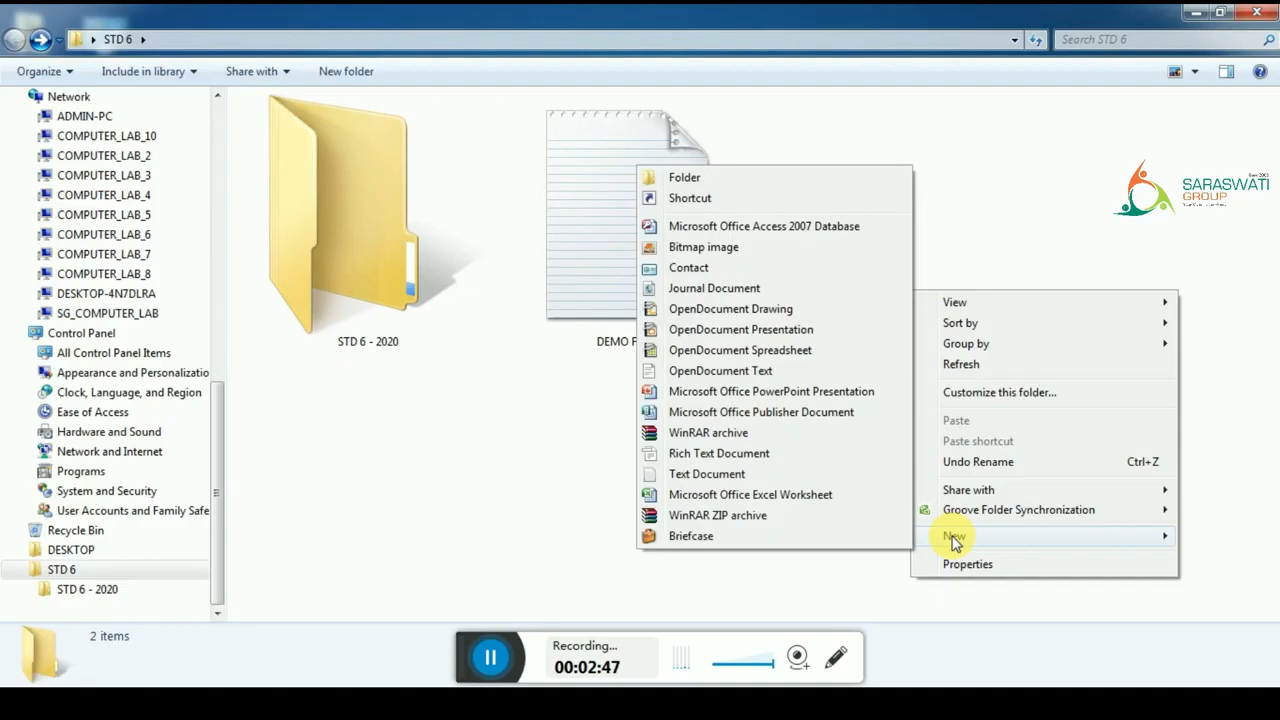 STD 6
Search STD 6
Organize
Include in library
Share with
New folder
Network
ADMIN-PC
COMPUTER_LAB_10
COMPUTER_LAB_2
COMPUTER_LAB_3
COMPUTER_LAB_4
COMPUTER_LAB_5
COMPUTER_LAB_6
COMPUTER_LAB_7
COMPUTER_LAB_8
DESKTOP-4N7DLRA
SG_COMPUTER_LAB
Control Panel
All Control Panel Items
Appearance and Personalizatio
Clock, Language, and Region
Ease of Access
Hardware and Sound
Network and Internet
Programs
System and Security
User Accounts and Family Safe
Recycle Bin
DESKTOP
STD 6
STD 6 - 2020
STD 6 - 2020
DEMO F
Folder
Shortcut
Microsoft Office Access 2007 Database
Bitmap image
Contact
Journal Document
OpenDocument Drawing
OpenDocument Presentation
OpenDocument Spreadsheet
OpenDocument Text
Microsoft Office PowerPoint Presentation
Microsoft Office Publisher Document
WinRAR archive
Rich Text Document
Text Document
Microsoft Office Excel Worksheet
WinRAR ZIP archive
Briefcase
SARASWATI
GROUP
View
Sort by
Group by
Refresh
Customize this folder...
Paste
Paste shortcut
Undo Rename Ctrl+Z
Share with
Groove Folder Synchronization
New
Properties
2 items
Recording...
00:02:47